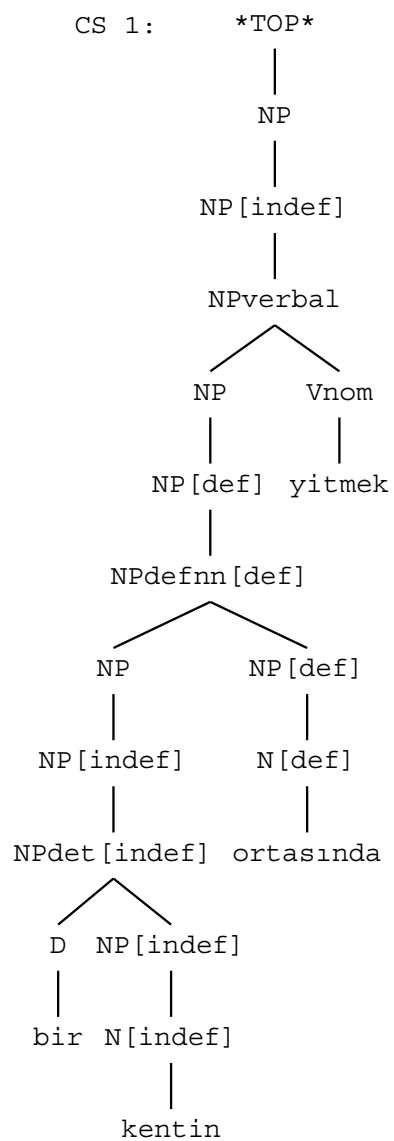 CS 1: *TOP*
NP
NP[indef]
NPverbal
NP Vnom
NP[def] yitmek
NPdefnn[def]
NP NP[def]
NP[indef] N[def]
NPdet[indef] ortasında
D NP[indef]
bir N[indef]
kentin